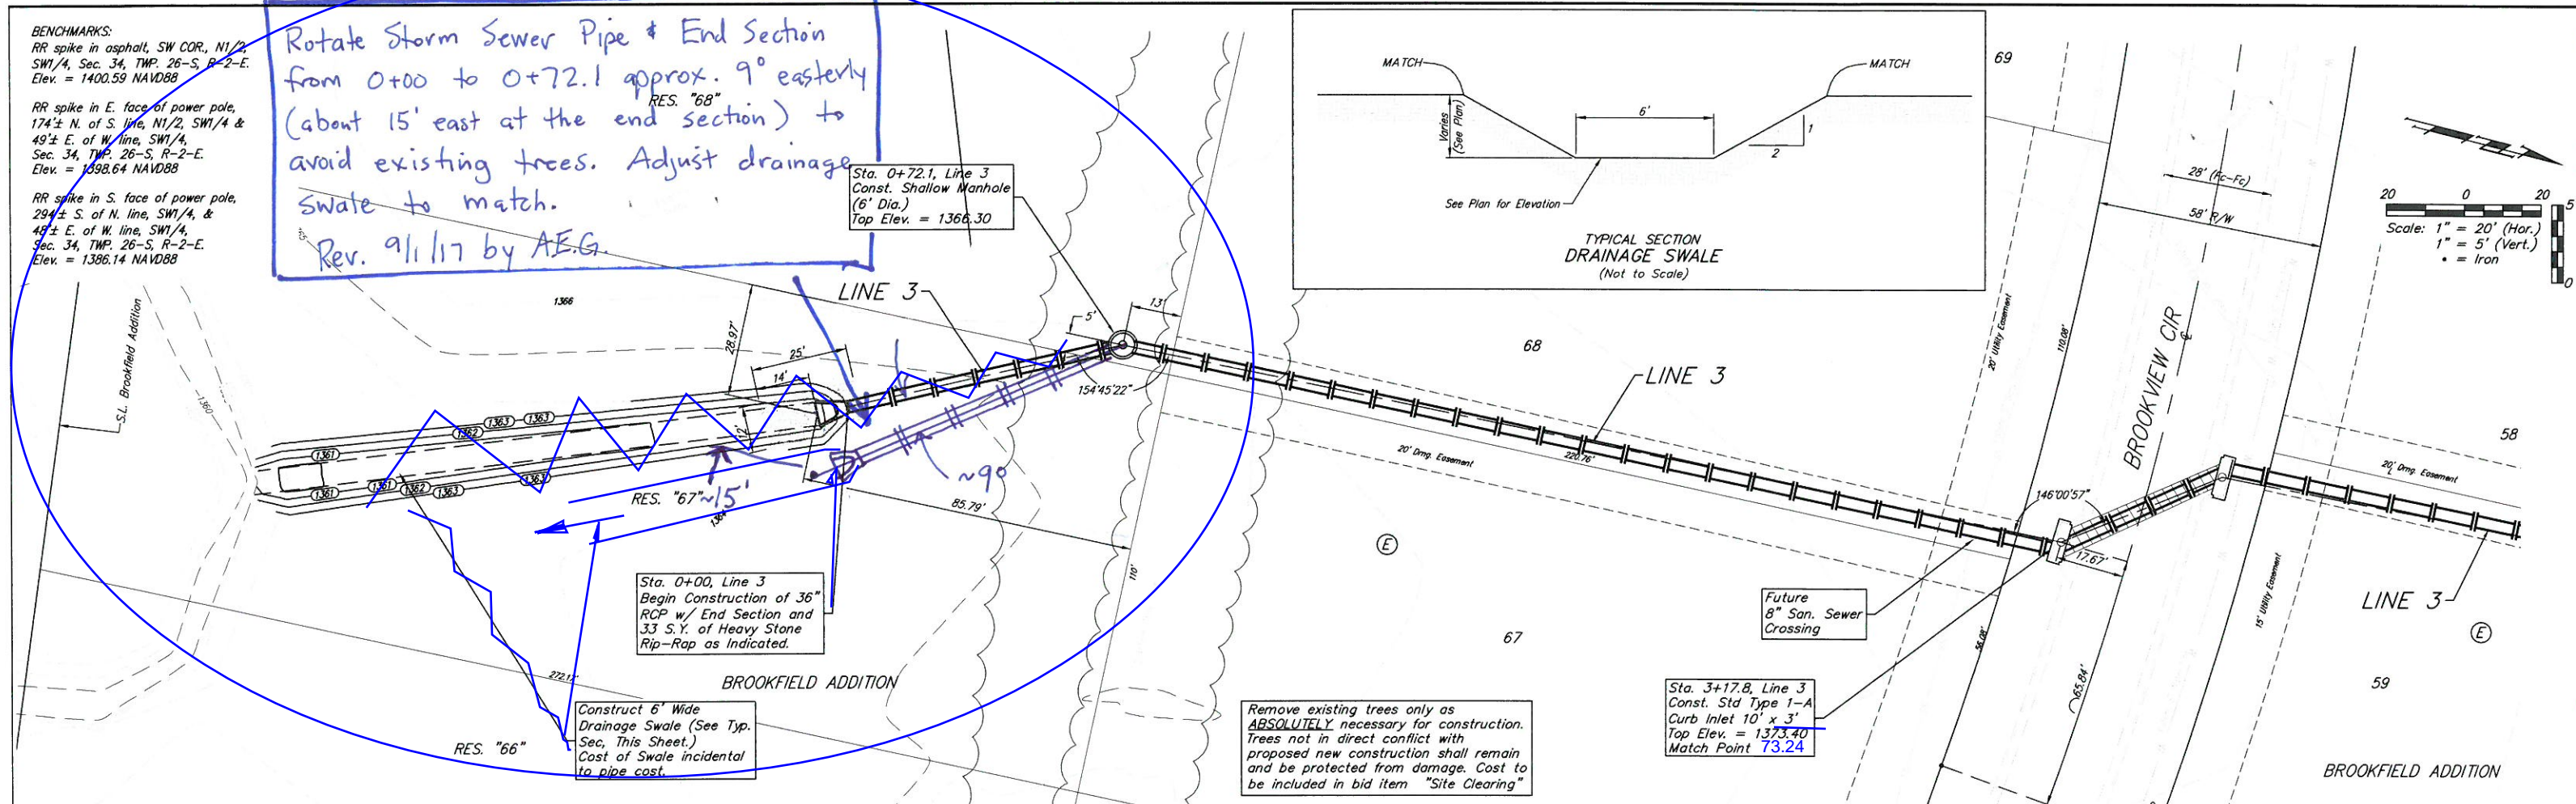 BENCHMARKS:
RR spike in asphalt, SW COR., N1/2,
SW1/4, Sec. 34, TWP. 26-S, R-2-E.
Elev. = 1400.59 NAVD88
RR spike in E. face of power pole,
174'± N. of S. line, N1/2, SW1/4 &
49'± E. of W. line, SW1/4,
Sec. 34, TWP. 26-S, R-2-E.
Elev. = 1398.64 NAVD88
RR spike in S. face of power pole,
294'± S. of N. line, SW1/4, &
48'± E. of W. line, SW1/4,
Sec. 34, TWP. 26-S, R-2-E.
Elev. = 1386.14 NAVD88
Rotate Storm Sewer Pipe & End Section
from 0+00 to 0+72.1 approx. 9° easterly
(about 15' east at the end section) to
avoid existing trees. Adjust drainage
swale to match.
Rev. 9/1/17 by A.E.G.
RES. "68"
Sta. 0+72.1, Line 3
Const. Shallow Manhole
(6' Dia.)
Top Elev. = 1366.30
MATCH
MATCH
Varies
(See Plan)
6'
1
2
See Plan for Elevation
TYPICAL SECTION
DRAINAGE SWALE
(Not to Scale)
69
28' (Fc-Fc)
58' R/W
20 0 20
5
0
Scale: 1" = 20' (Hor.)
1" = 5' (Vert.)
• = Iron
S.L. Brookfield Addition
1360
1366
LINE 3
28.97'
25'
14'
12'
5'
13'
154°45'22"
1363
1363
1362
1361
1361
1361
1362
1363
1363
RES. "67"
~15'
1364
~9°
85.79'
110'
68
LINE 3
20' Drng. Easement
220.76'
20' Utility Easement
110.08'
BROOKVIEW CIR
58
20' Drng. Easement
146°00'57"
17.67'
LINE 3
15' Utility Easement
E
E
Sta. 0+00, Line 3
Begin Construction of 36"
RCP w/ End Section and
33 S.Y. of Heavy Stone
Rip-Rap as Indicated.
Future
8" San. Sewer
Crossing
67
56.08'
65.84'
59
BROOKFIELD ADDITION
RES. "66"
Construct 6' Wide
Drainage Swale (See Typ.
Sec, This Sheet.)
Cost of Swale incidental
to pipe cost.
Remove existing trees only as
ABSOLUTELY necessary for construction.
Trees not in direct conflict with
proposed new construction shall remain
and be protected from damage. Cost to
be included in bid item "Site Clearing"
Sta. 3+17.8, Line 3
Const. Std Type 1-A
Curb Inlet 10' x 3'
Top Elev. = 1373.40
Match Point 73.24
BROOKFIELD ADDITION